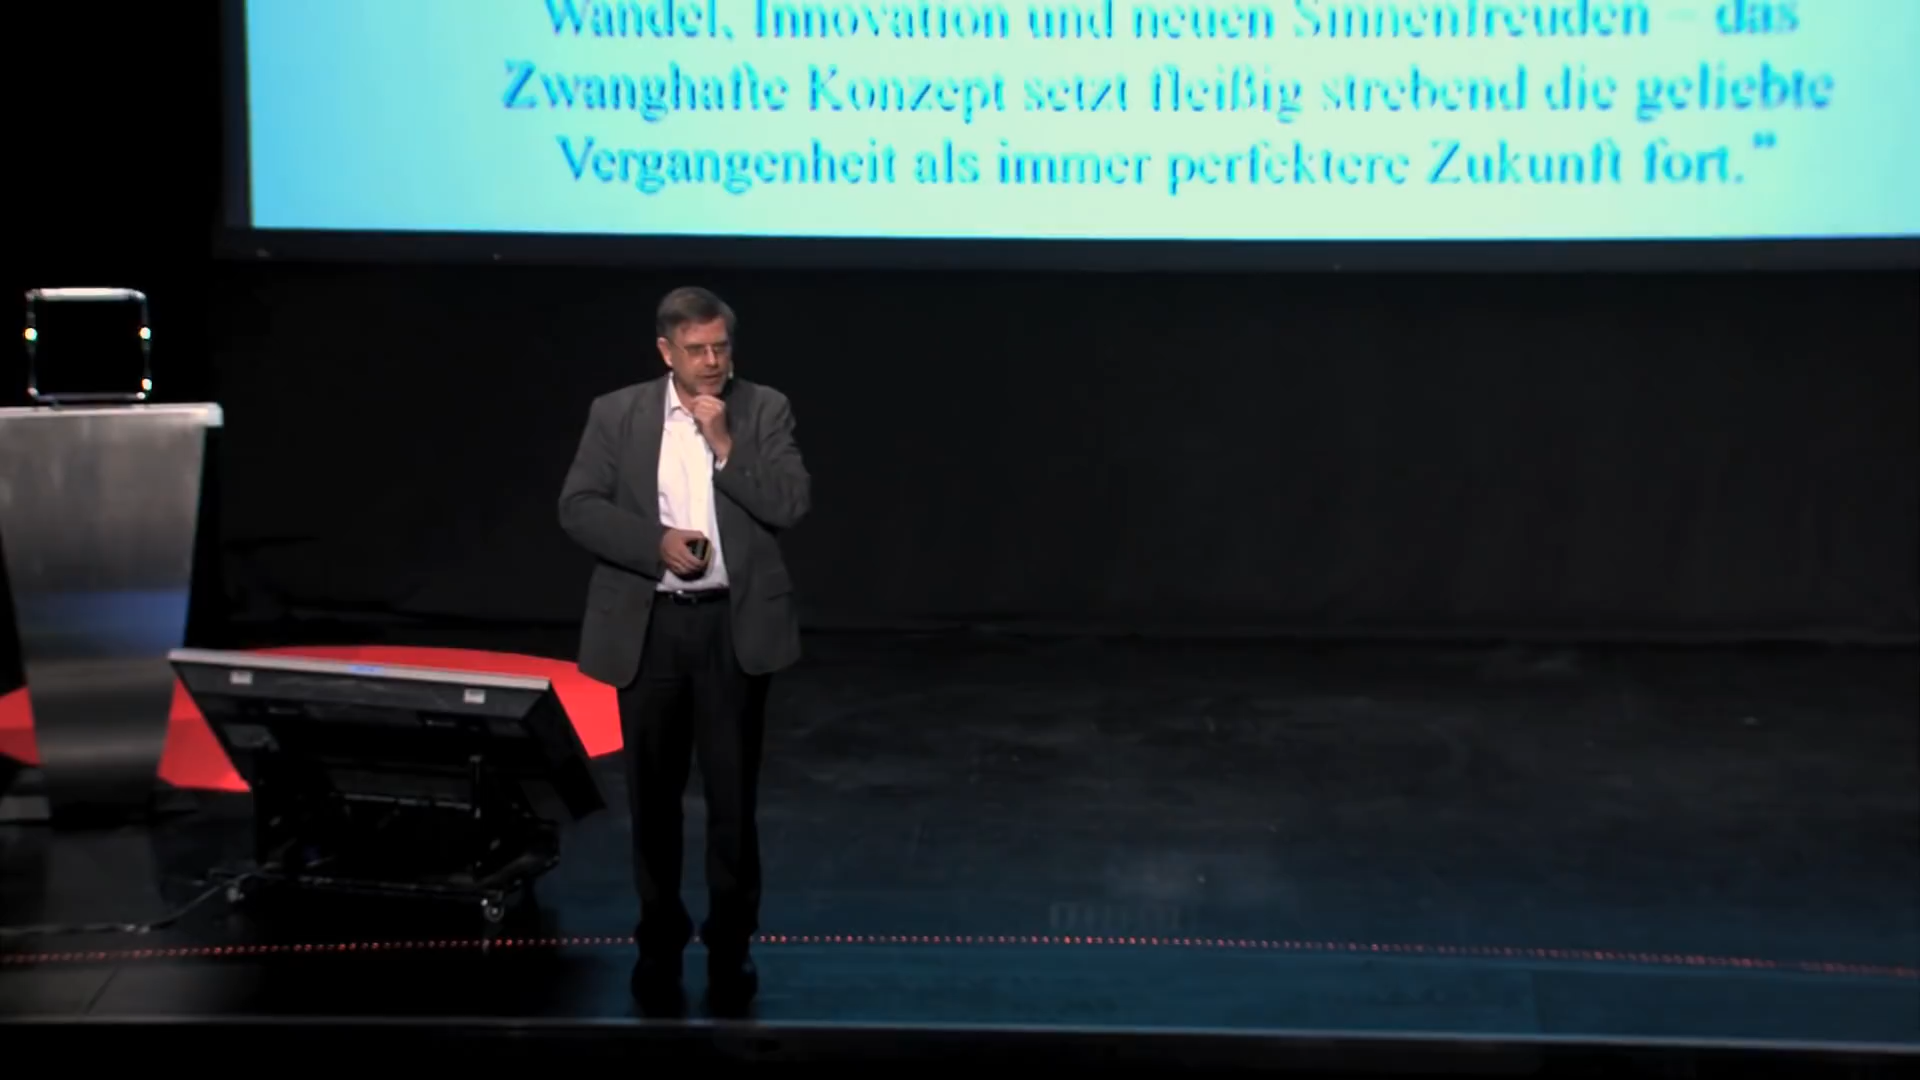 Wandel, Innovation und neuen Sinnenfreuden – das
Zwanghafte Konzept setzt fleißig strebend die geliebte
Vergangenheit als immer perfektere Zukunft fort."